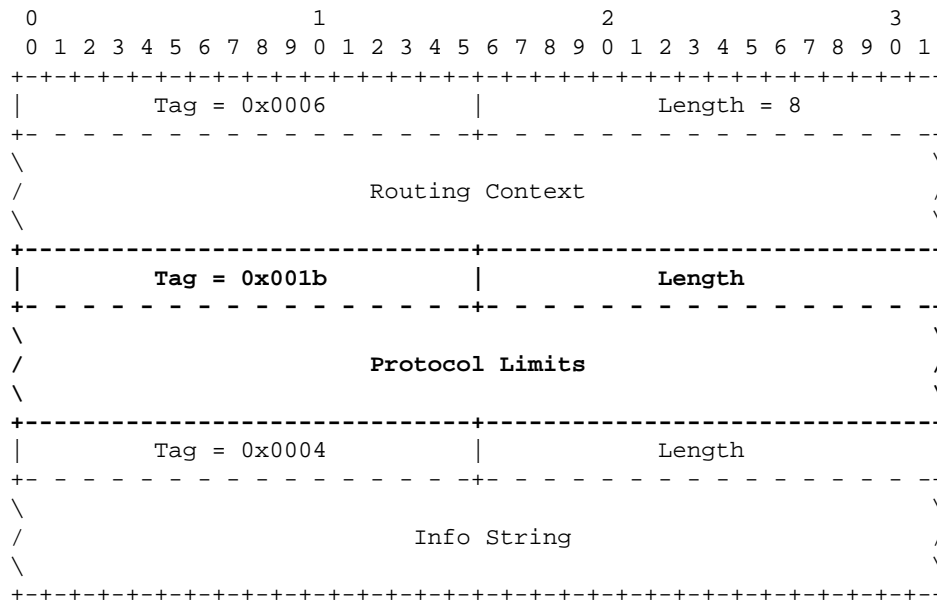 0                   1                   2                   3
0 1 2 3 4 5 6 7 8 9 0 1 2 3 4 5 6 7 8 9 0 1 2 3 4 5 6 7 8 9 0 1
+-+-+-+-+-+-+-+-+-+-+-+-+-+-+-+-+-+-+-+-+-+-+-+-+-+-+-+-+-+-+-+--
|         Tag = 0x0006          |            Length = 8
+- - - - - - - - - - - - - - - -+- - - - - - - - - - - - - - - --
\                                                               \
/                        Routing Context                        /
\                                                               \
+-------------------------------+--------------------------------
|         Tag = 0x001b          |            Length
+- - - - - - - - - - - - - - - -+- - - - - - - - - - - - - - - --
\                                                               \
/                        Protocol Limits                        /
\                                                               \
+-------------------------------+--------------------------------
|         Tag = 0x0004          |            Length
+- - - - - - - - - - - - - - - -+- - - - - - - - - - - - - - - --
\                                                               \
/                           Info String                         /
\                                                               \
+-+-+-+-+-+-+-+-+-+-+-+-+-+-+-+-+-+-+-+-+-+-+-+-+-+-+-+-+-+-+-+--